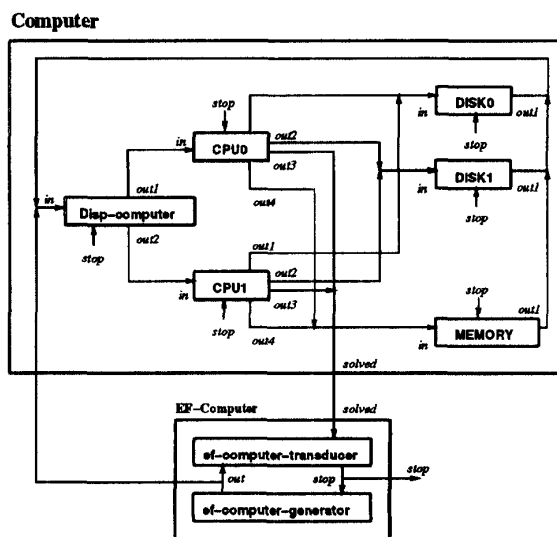 Computer
stop
in
CPU0
out2
out3
out4
in
DISK0
out1
stop
in
DISK1
out1
stop
in
Disp-computer
out1
out2
stop
out1
in
CPU1
out2
out3
out4
stop
stop
out1
in
MEMORY
solved
EF-Computer
solved
ef-computer-transducer
out
stop
stop
ef-computer-generator